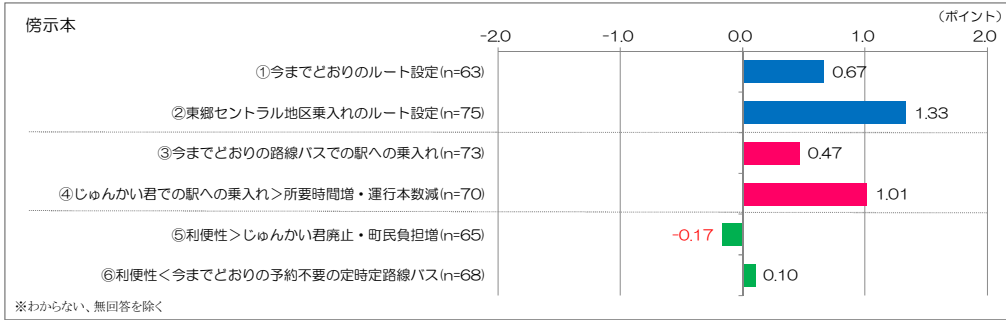 傍示本
（ポイント）
-2.0 -1.0 0.0 1.0 2.0
①今までどおりのルート設定(n=63) 0.67
②東郷セントラル地区乗入れのルート設定(n=75) 1.33
③今までどおりの路線バスでの駅への乗入れ(n=73) 0.47
④じゅんかい君での駅への乗入れ＞所要時間増・運行本数減(n=70) 1.01
⑤利便性＞じゅんかい君廃止・町民負担増(n=65) -0.17
⑥利便性＜今までどおりの予約不要の定時定路線バス(n=68) 0.10
※わからない、無回答を除く